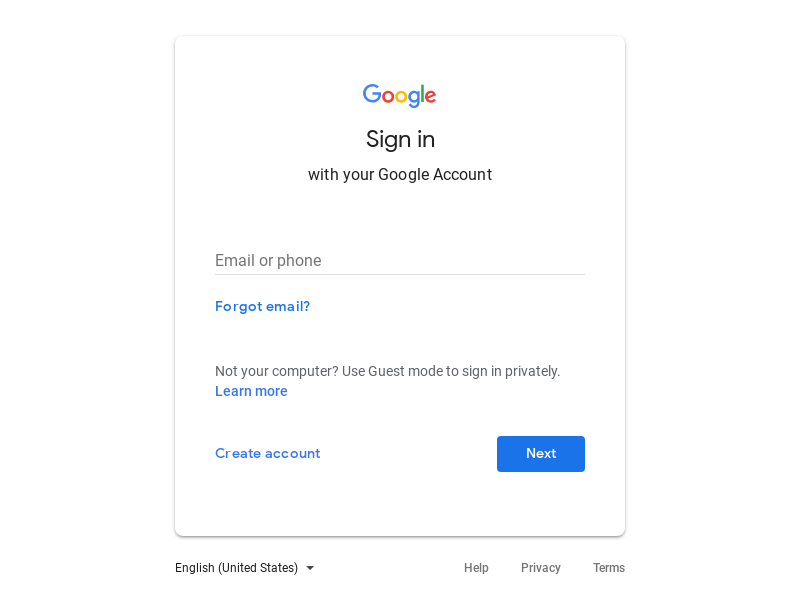 Google
Sign in
with your Google Account
Email or phone
Forgot email?
Not your computer? Use Guest mode to sign in privately.
Learn more
Create account
Next
English (United States)
Help
Privacy
Terms